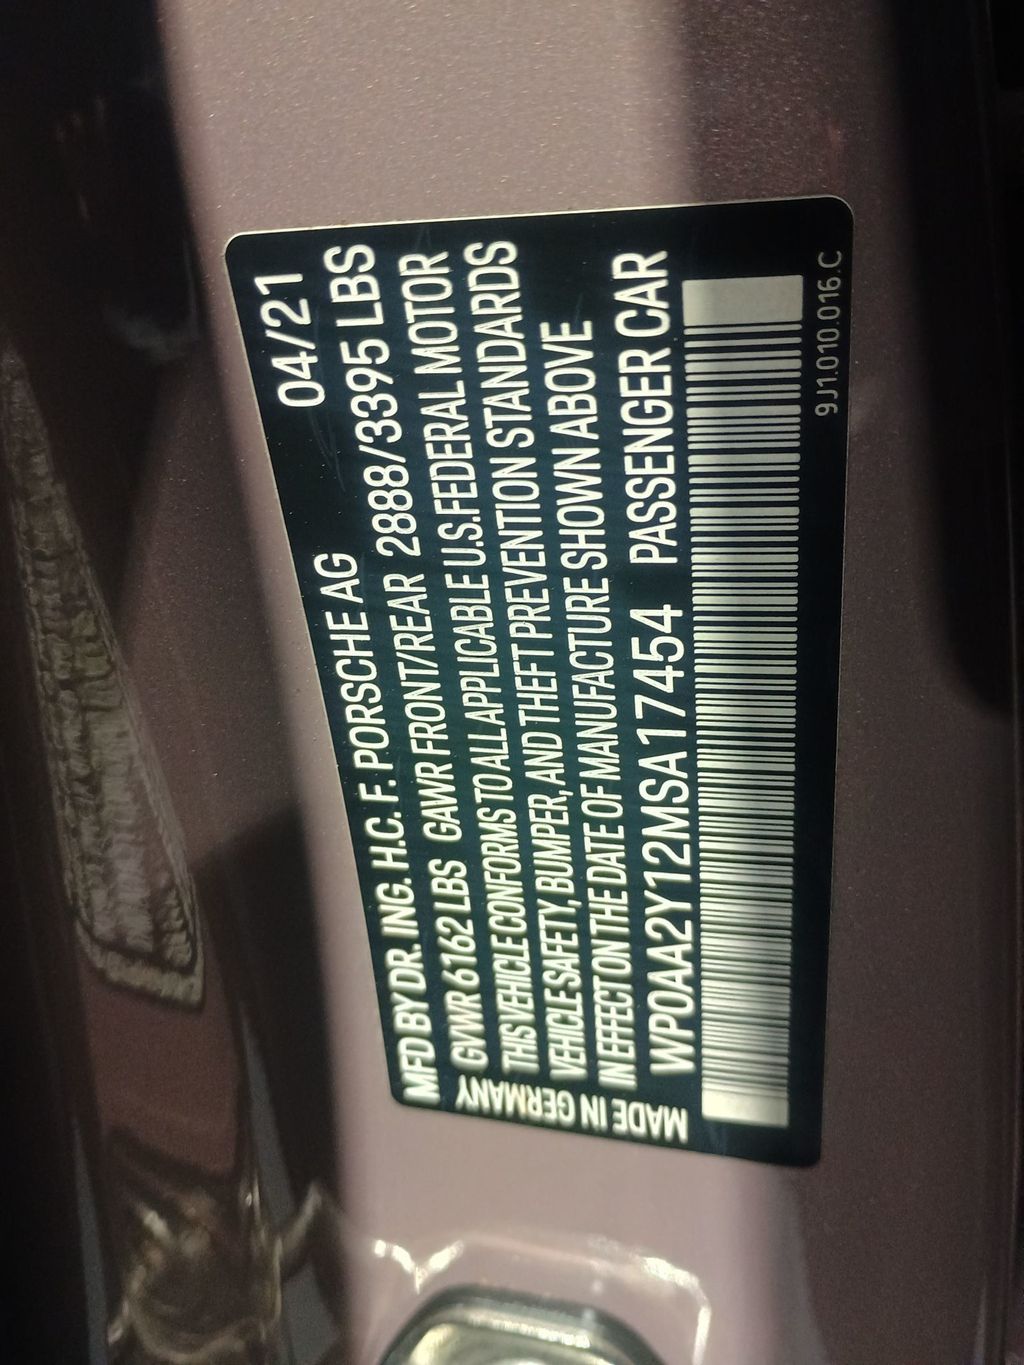 MFD BY DR. ING. H.C. F. PORSCHE AG 04/21
GVWR 6162 LBS GAWR FRONT/REAR 2888/3395 LBS
THIS VEHICLE CONFORMS TO ALL APPLICABLE U.S. FEDERAL MOTOR
VEHICLE SAFETY, BUMPER, AND THEFT PREVENTION STANDARDS
IN EFFECT ON THE DATE OF MANUFACTURE SHOWN ABOVE
WP0AA2Y12MSA17454 PASSENGER CAR
MADE IN GERMANY
9J1.010.016.C